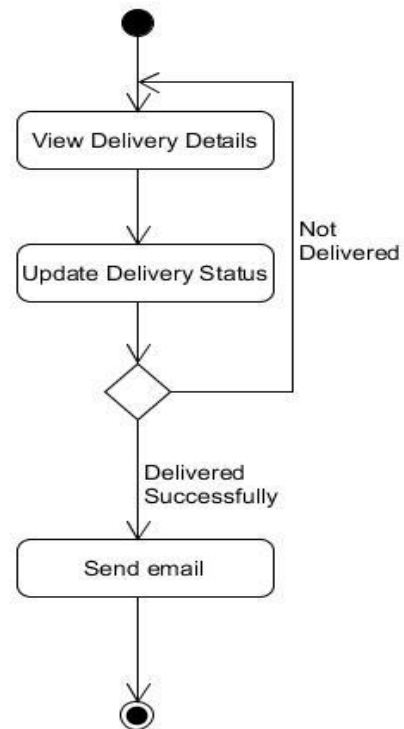 View Delivery Details
Not
Delivered
Update Delivery Status
Delivered
Successfully
Send email